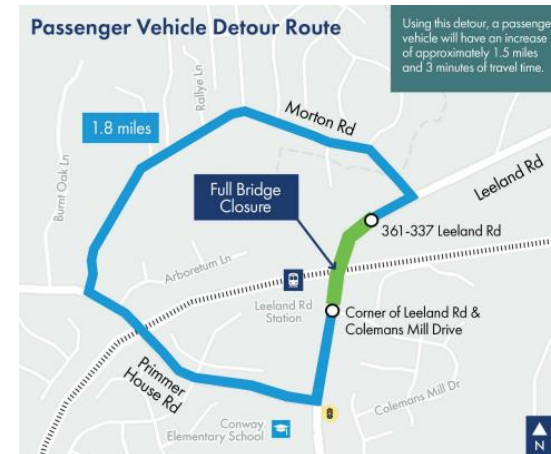 Passenger Vehicle Detour Route
Using this detour, a passenge
vehicle will have an increase
of approximately 1.5 miles
and 3 minutes of travel time.
Rallye Ln
Morton Rd
1.8 miles
Burnt Oak Ln
Full Bridge
Closure
Leeland Rd
361-337 Leeland Rd
Arboretum Ln
Leeland Rd
Station
Corner of Leeland Rd &
Colemans Mill Drive
Primmer
House Rd
Colemans Mill Dr
Conway
Elementary School
N